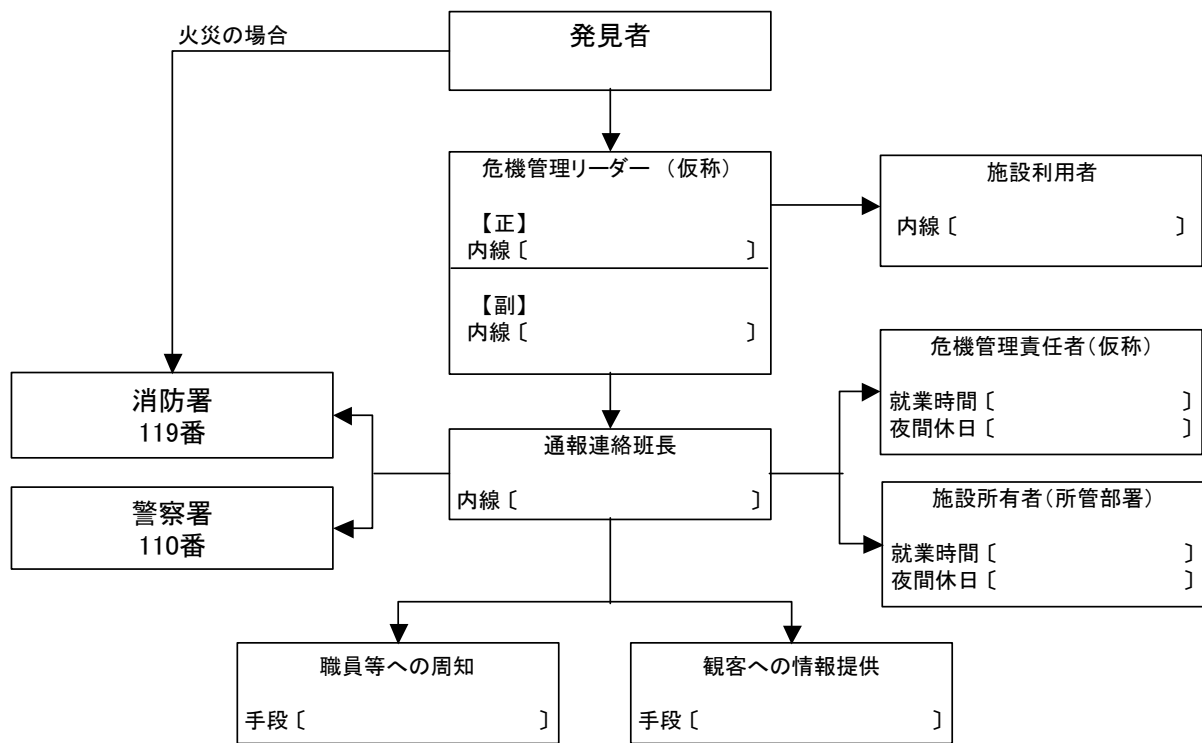 火災の場合
発見者
危機管理リーダー（仮称）
【正】
内線〔　　　　　　　　〕
【副】
内線〔　　　　　　　　〕
施設利用者
内線〔　　　　　　　　〕
危機管理責任者(仮称)
就業時間〔　　　　　　　　〕
夜間休日〔　　　　　　　　〕
消防署
119番
通報連絡班長
内線〔　　　　　　　　〕
警察署
110番
施設所有者(所管部署)
就業時間〔　　　　　　　　〕
夜間休日〔　　　　　　　　〕
職員等への周知
手段〔　　　　　　　　〕
観客への情報提供
手段〔　　　　　　　　〕